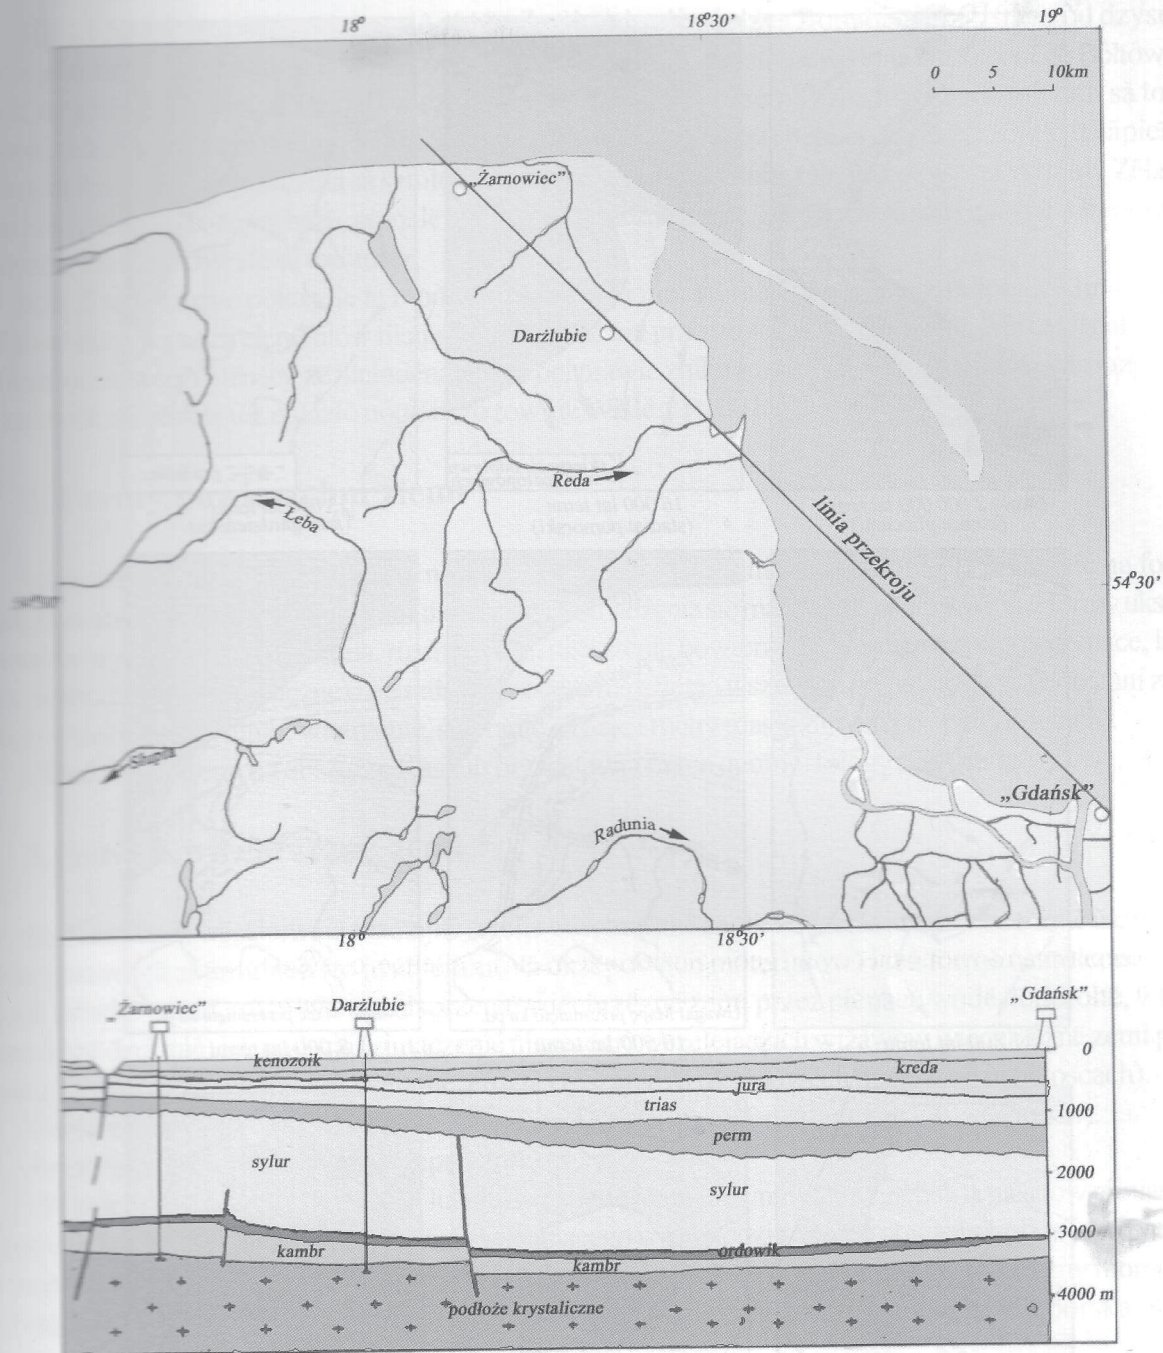 18°
18°30'
19°
0 5 10km
„Żarnowiec”
Darżlubie
Reda
Łeba
linia przekroju
54°30'
Słupia
Radunia
„Gdańsk”
18°
18°30'
„Żarnowiec”
Darżlubie
„Gdańsk”
0
kenozoik
kreda
jura
trias
1000
perm
sylur
2000
sylur
3000
kambr
ordowik
kambr
4000 m
podłoże krystaliczne